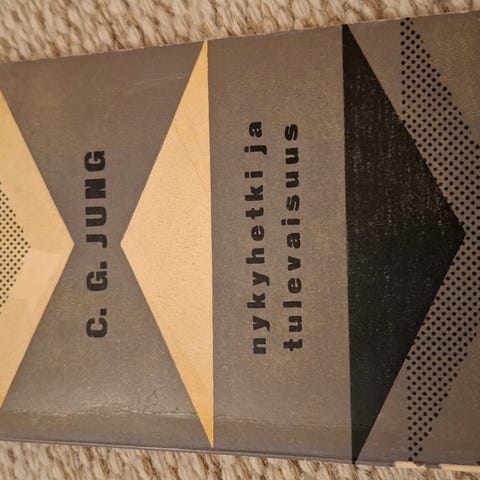 C. G. JUNG
nykyhetki ja
tulevaisuus